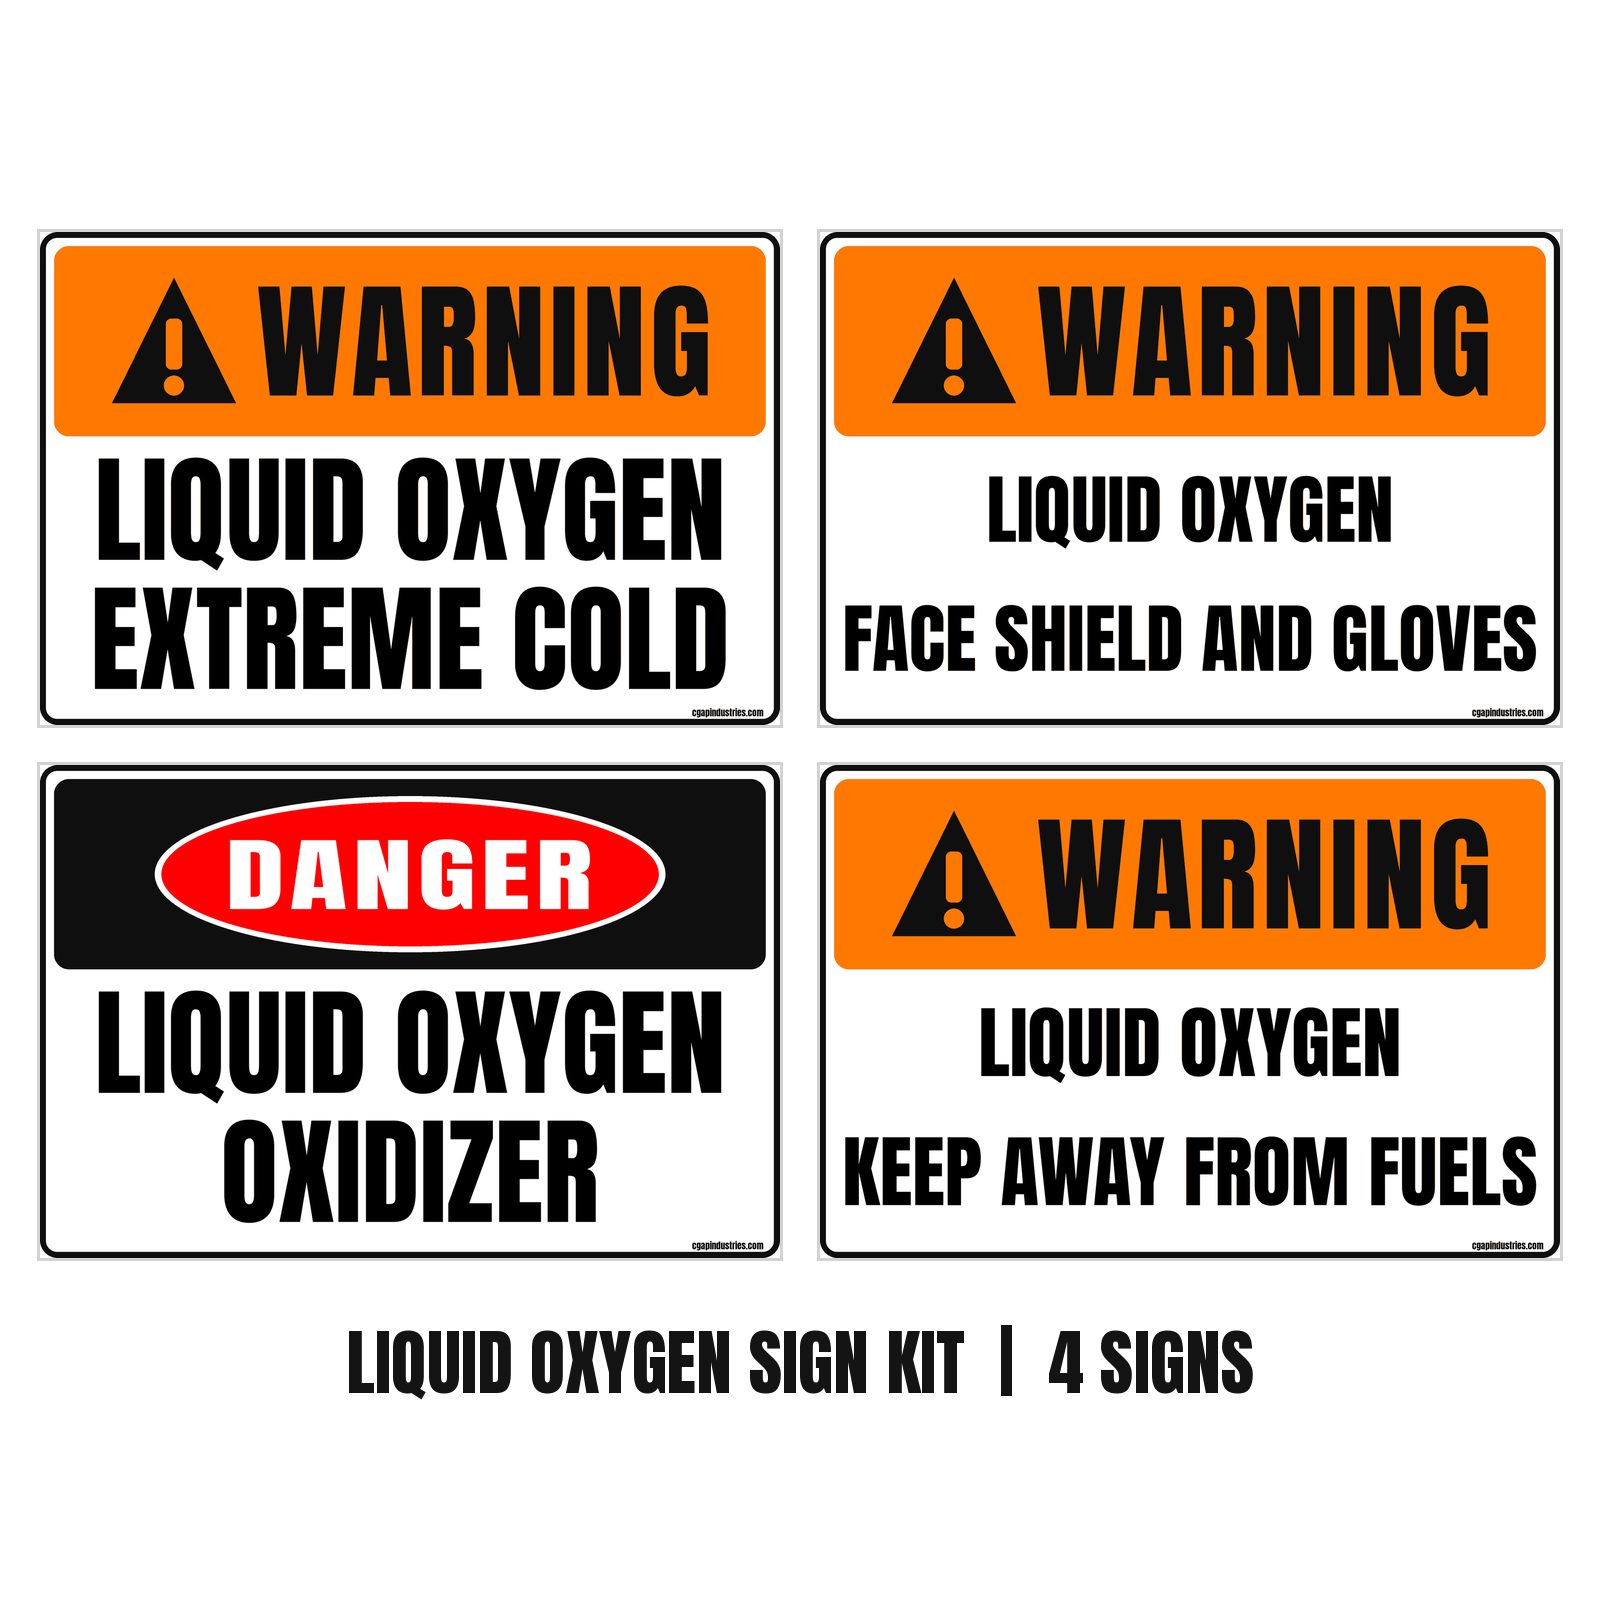 WARNING
LIQUID OXYGEN
EXTREME COLD
cgapindustries.com
WARNING
LIQUID OXYGEN
FACE SHIELD AND GLOVES
cgapindustries.com
DANGER
LIQUID OXYGEN
OXIDIZER
cgapindustries.com
WARNING
LIQUID OXYGEN
KEEP AWAY FROM FUELS
cgapindustries.com
LIQUID OXYGEN SIGN KIT | 4 SIGNS